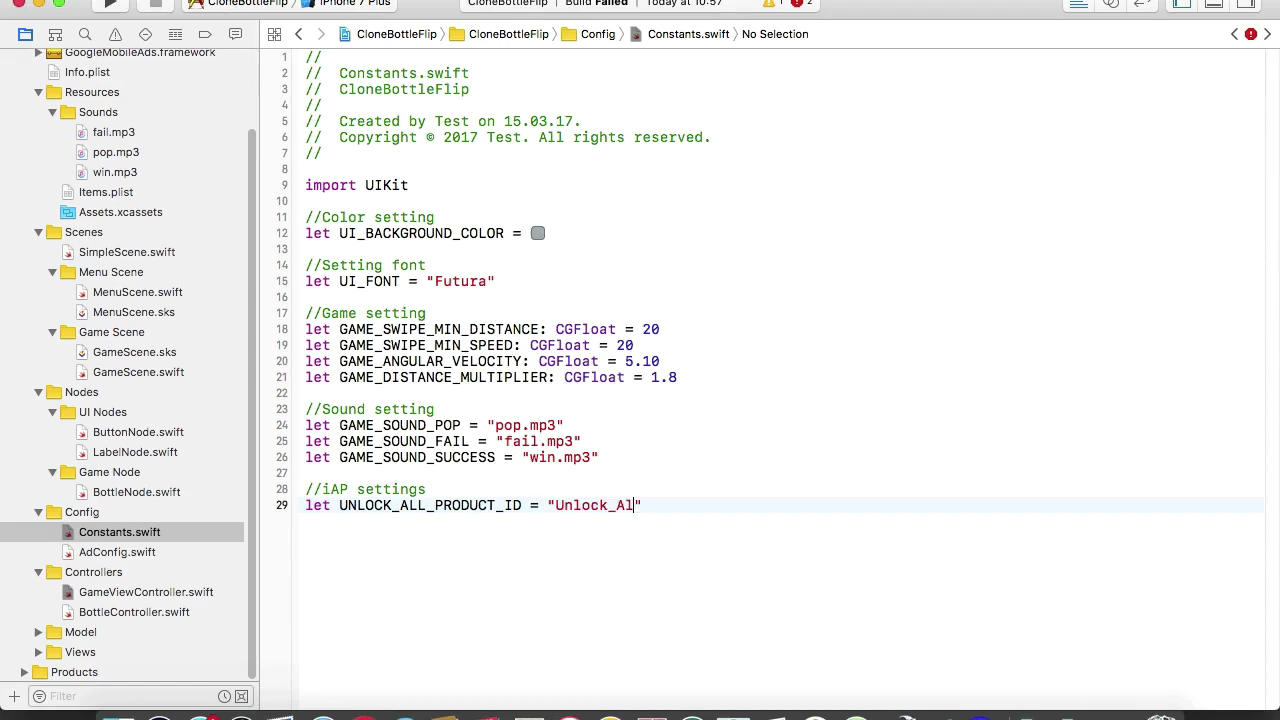 CloneBottleFlip
iPhone 7 Plus
CloneBottleFlip
Build Failed
Today at 10:57
1
2
CloneBottleFlip
CloneBottleFlip
Config
Constants.swift
No Selection
GoogleMobileAds.framework
Info.plist
Resources
Sounds
fail.mp3
pop.mp3
win.mp3
Items.plist
Assets.xcassets
Scenes
SimpleScene.swift
Menu Scene
MenuScene.swift
MenuScene.sks
Game Scene
GameScene.sks
GameScene.swift
Nodes
UI Nodes
ButtonNode.swift
LabelNode.swift
Game Node
BottleNode.swift
Config
Constants.swift
AdConfig.swift
Controllers
GameViewController.swift
BottleController.swift
Model
Views
Products
Filter
1 //
2 //  Constants.swift
3 //  CloneBottleFlip
4 //
5 //  Created by Test on 15.03.17.
6 //  Copyright © 2017 Test. All rights reserved.
7 //
8
9 import UIKit
10
11 //Color setting
12 let UI_BACKGROUND_COLOR =
13
14 //Setting font
15 let UI_FONT = "Futura"
16
17 //Game setting
18 let GAME_SWIPE_MIN_DISTANCE: CGFloat = 20
19 let GAME_SWIPE_MIN_SPEED: CGFloat = 20
20 let GAME_ANGULAR_VELOCITY: CGFloat = 5.10
21 let GAME_DISTANCE_MULTIPLIER: CGFloat = 1.8
22
23 //Sound setting
24 let GAME_SOUND_POP = "pop.mp3"
25 let GAME_SOUND_FAIL = "fail.mp3"
26 let GAME_SOUND_SUCCESS = "win.mp3"
27
28 //iAP settings
29 let UNLOCK_ALL_PRODUCT_ID = "Unlock_Al"